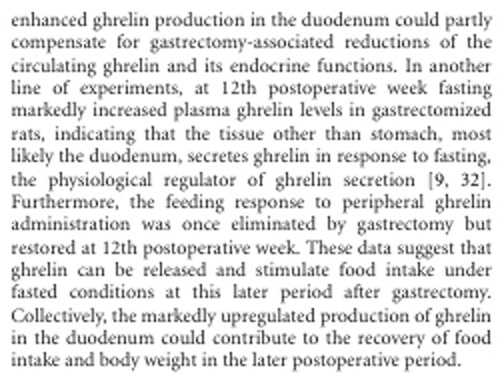 enhanced ghrelin production in the duodenum could partly
compensate for gastrectomy-associated reductions of the
circulating ghrelin and its endocrine functions. In another
line of experiments, at 12th postoperative week fasting
markedly increased plasma ghrelin levels in gastrectomized
rats, indicating that the tissue other than stomach, most
likely the duodenum, secretes ghrelin in response to fasting,
the physiological regulator of ghrelin secretion [9, 32].
Furthermore, the feeding response to peripheral ghrelin
administration was once eliminated by gastrectomy but
restored at 12th postoperative week. These data suggest that
ghrelin can be released and stimulate food intake under
fasted conditions at this later period after gastrectomy.
Collectively, the markedly upregulated production of ghrelin
in the duodenum could contribute to the recovery of food
intake and body weight in the later postoperative period.